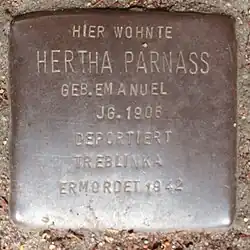 HIER WOHNTE
HERTHA PARNASS
GEB. EMANUEL
JG. 1906
DEPORTIERT
TREBLINKA
ERMORDET 1942